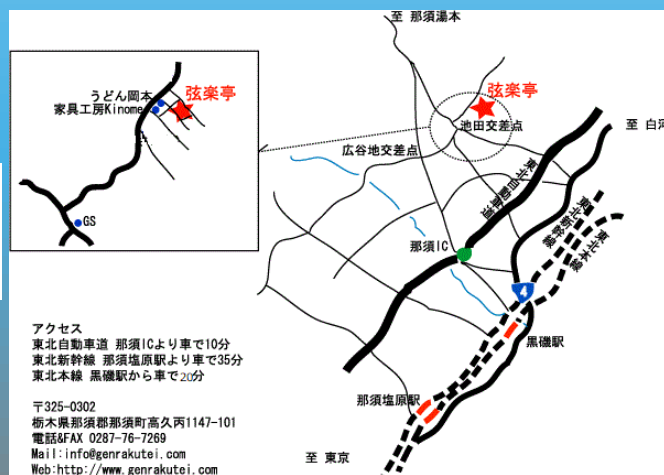 至 那須湯本
うどん岡本
家具工房Kinome
弦楽亭
GS
弦楽亭
池田交差点
至 白河
広谷地交差点
東北自動車道
那須IC
東北新幹線
東北本線
4
黒磯駅
那須塩原駅
至 東京
アクセス
東北自動車道 那須ICより車で10分
東北新幹線 那須塩原駅より車で35分
東北本線 黒磯駅から車で20分
〒325-0302
栃木県那須郡那須町高久丙1147-101
電話&FAX 0287-76-7269
Mail:info@genrakutei.com
Web:http://www.genrakutei.com